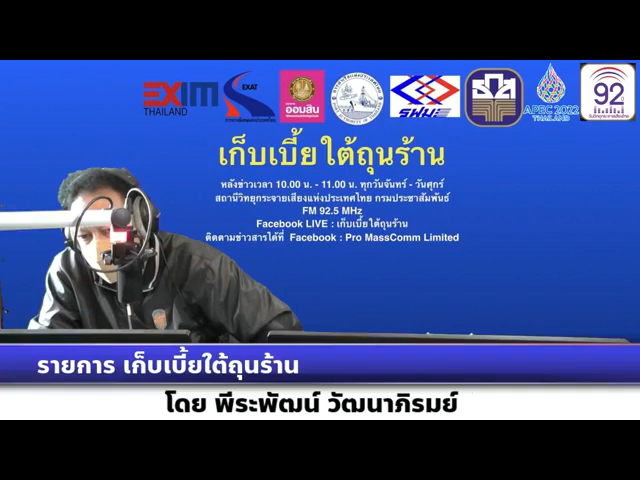 EXIM
THAILAND
EXAT
ออมสิน
รฟม.
ธกส
APEC 2022
THAILAND
92
เก็บเบี้ยใต้ถุนร้าน
หลังข่าวเวลา 10.00 น. - 11.00 น. ทุกวันจันทร์ - วันศุกร์
สถานีวิทยุกระจายเสียงแห่งประเทศไทย กรมประชาสัมพันธ์
FM 92.5 MHz
Facebook LIVE : เก็บเบี้ยใต้ถุนร้าน
ติดตามข่าวสารได้ที่ Facebook : Pro MassComm Limited
รายการ เก็บเบี้ยใต้ถุนร้าน
โดย พีระพัฒน์ วัฒนาภิรมย์